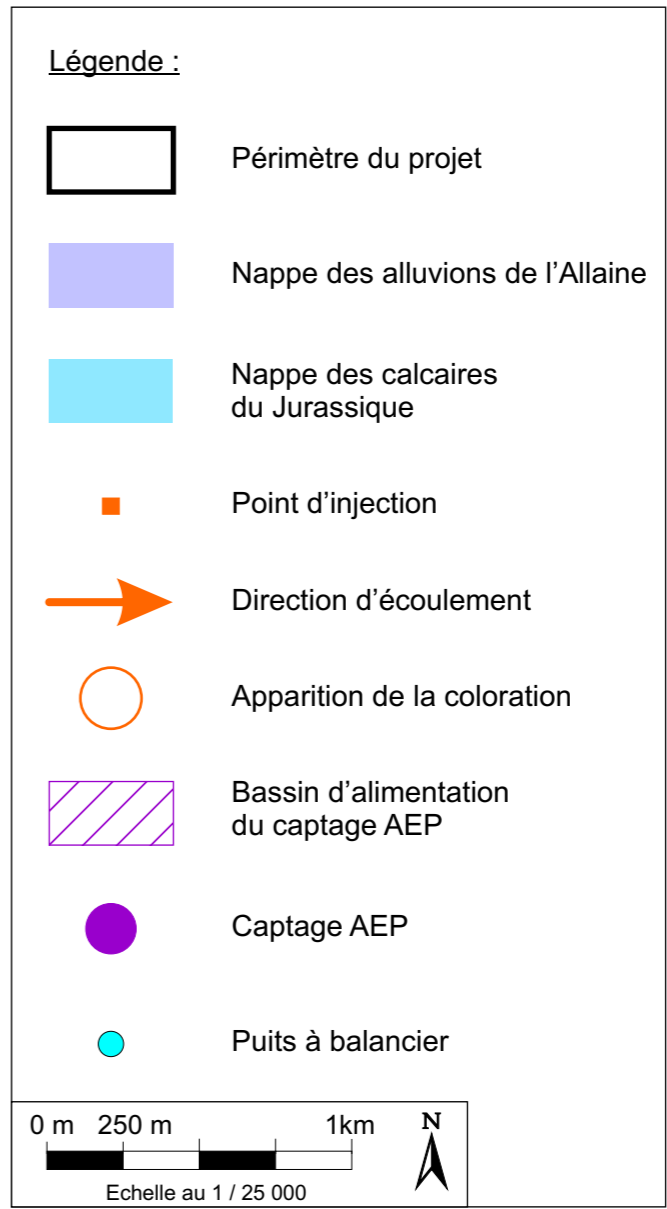 Légende :
Périmètre du projet
Nappe des alluvions de l’Allaine
Nappe des calcaires
du Jurassique
Point d’injection
Direction d’écoulement
Apparition de la coloration
Bassin d’alimentation
du captage AEP
Captage AEP
Puits à balancier
0 m 250 m 1km N
Echelle au 1 / 25 000